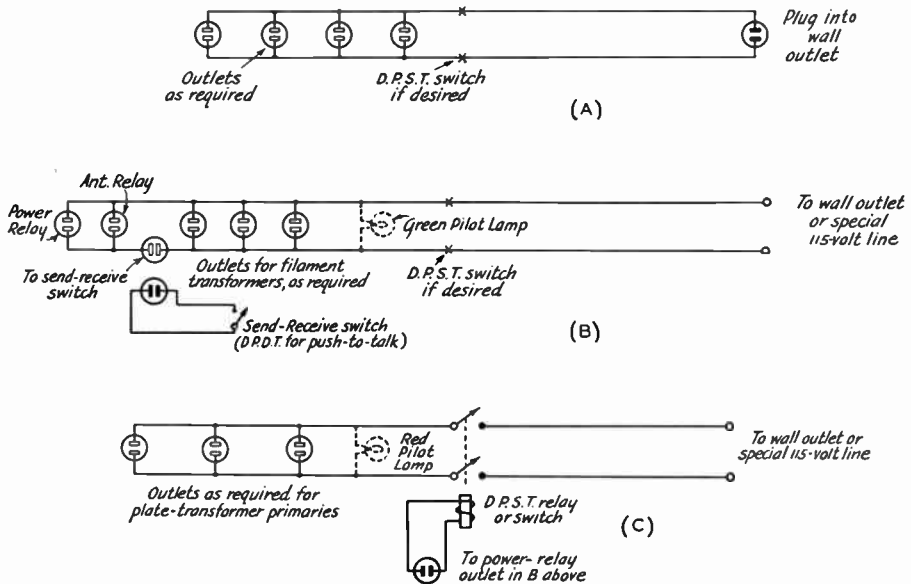 Plug into
wall
outlet
Outlets
as required
D.P.S.T. switch
if desired
(A)
Ant. Relay
Power
Relay
Green Pilot Lamp
To wall outlet
or special
115-volt line
To send-receive
switch
Outlets for filament
transformers, as required
D.P.S.T. switch
if desired
Send-Receive switch
(D.P.D.T. for push-to-talk)
(B)
Red
Pilot
Lamp
To wall outlet or
special 115-volt line
Outlets as required for
plate-transformer primaries
D.P.S.T. relay
or switch
(C)
To power-relay
outlet in B above